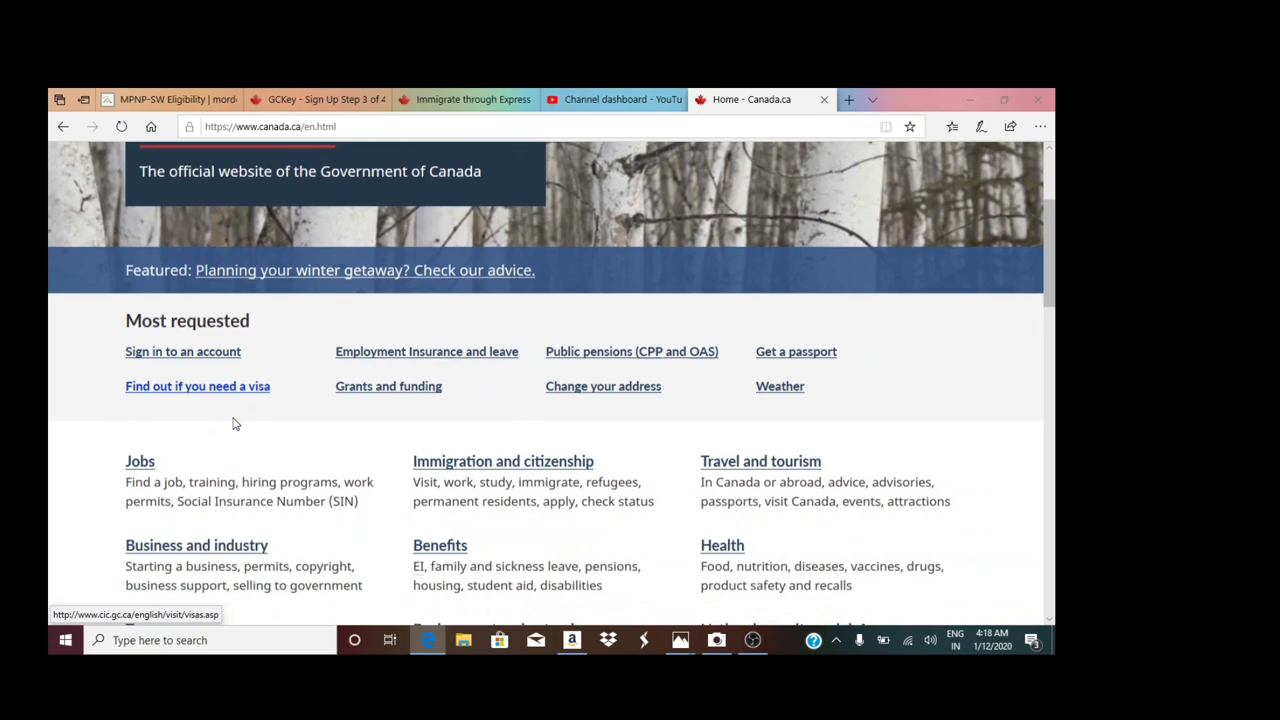 MPNP-SW Eligibility | mord
GCKey - Sign Up Step 3 of 4
Immigrate through Express
Channel dashboard - YouTu
Home - Canada.ca
https://www.canada.ca/en.html
The official website of the Government of Canada
Featured: Planning your winter getaway? Check our advice.
Most requested
Sign in to an account
Employment Insurance and leave
Public pensions (CPP and OAS)
Get a passport
Find out if you need a visa
Grants and funding
Change your address
Weather
Jobs
Find a job, training, hiring programs, work
permits, Social Insurance Number (SIN)
Immigration and citizenship
Visit, work, study, immigrate, refugees,
permanent residents, apply, check status
Travel and tourism
In Canada or abroad, advice, advisories,
passports, visit Canada, events, attractions
Business and industry
Starting a business, permits, copyright,
business support, selling to government
Benefits
EI, family and sickness leave, pensions,
housing, student aid, disabilities
Health
Food, nutrition, diseases, vaccines, drugs,
product safety and recalls
http://www.cic.gc.ca/english/visit/visas.asp
Type here to search
ENG
IN
4:18 AM
1/12/2020
3